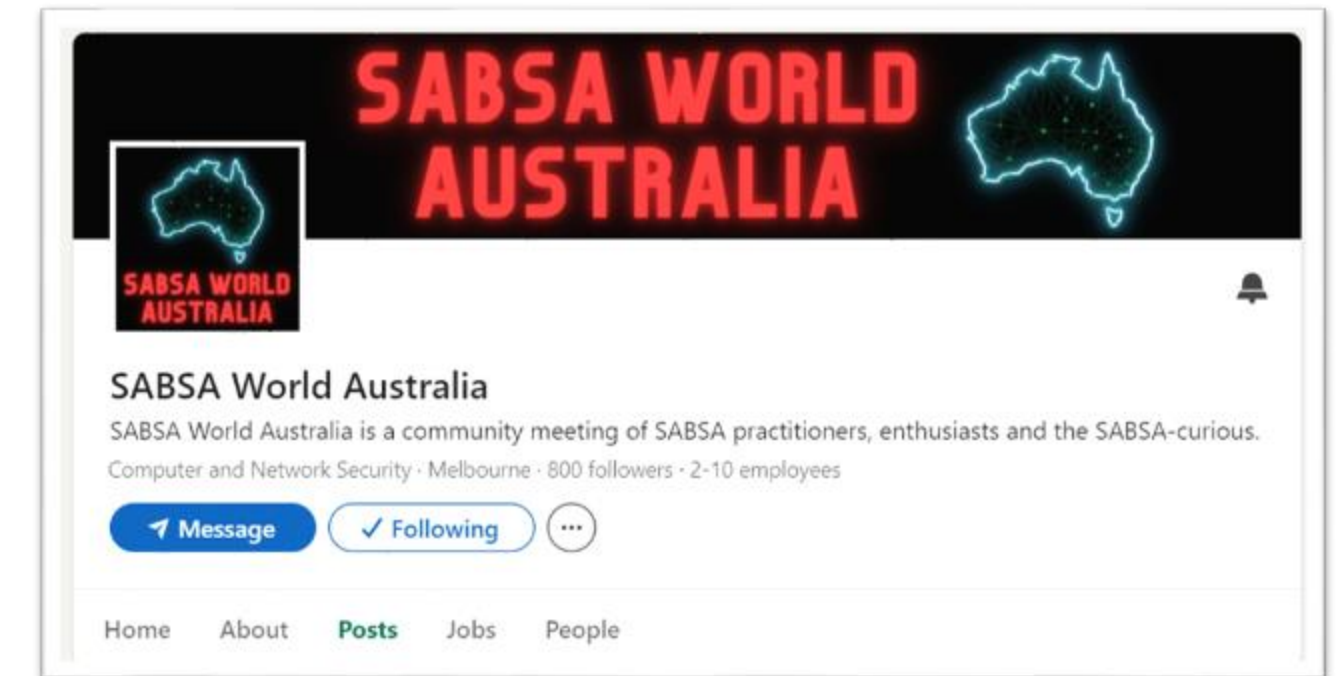 SABSA WORLD
AUSTRALIA
SABSA WORLD
AUSTRALIA
SABSA World Australia
SABSA World Australia is a community meeting of SABSA practitioners, enthusiasts and the SABSA-curious.
Computer and Network Security · Melbourne · 800 followers · 2-10 employees
Message Following ···
Home About Posts Jobs People